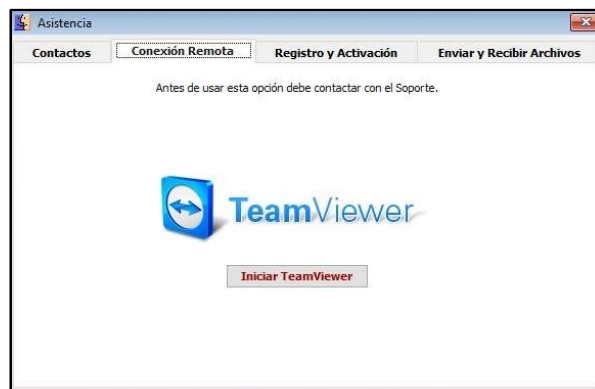 Asistencia
Contactos Conexión Remota Registro y Activación Enviar y Recibir Archivos
Antes de usar esta opción debe contactar con el Soporte.
TeamViewer
Iniciar TeamViewer